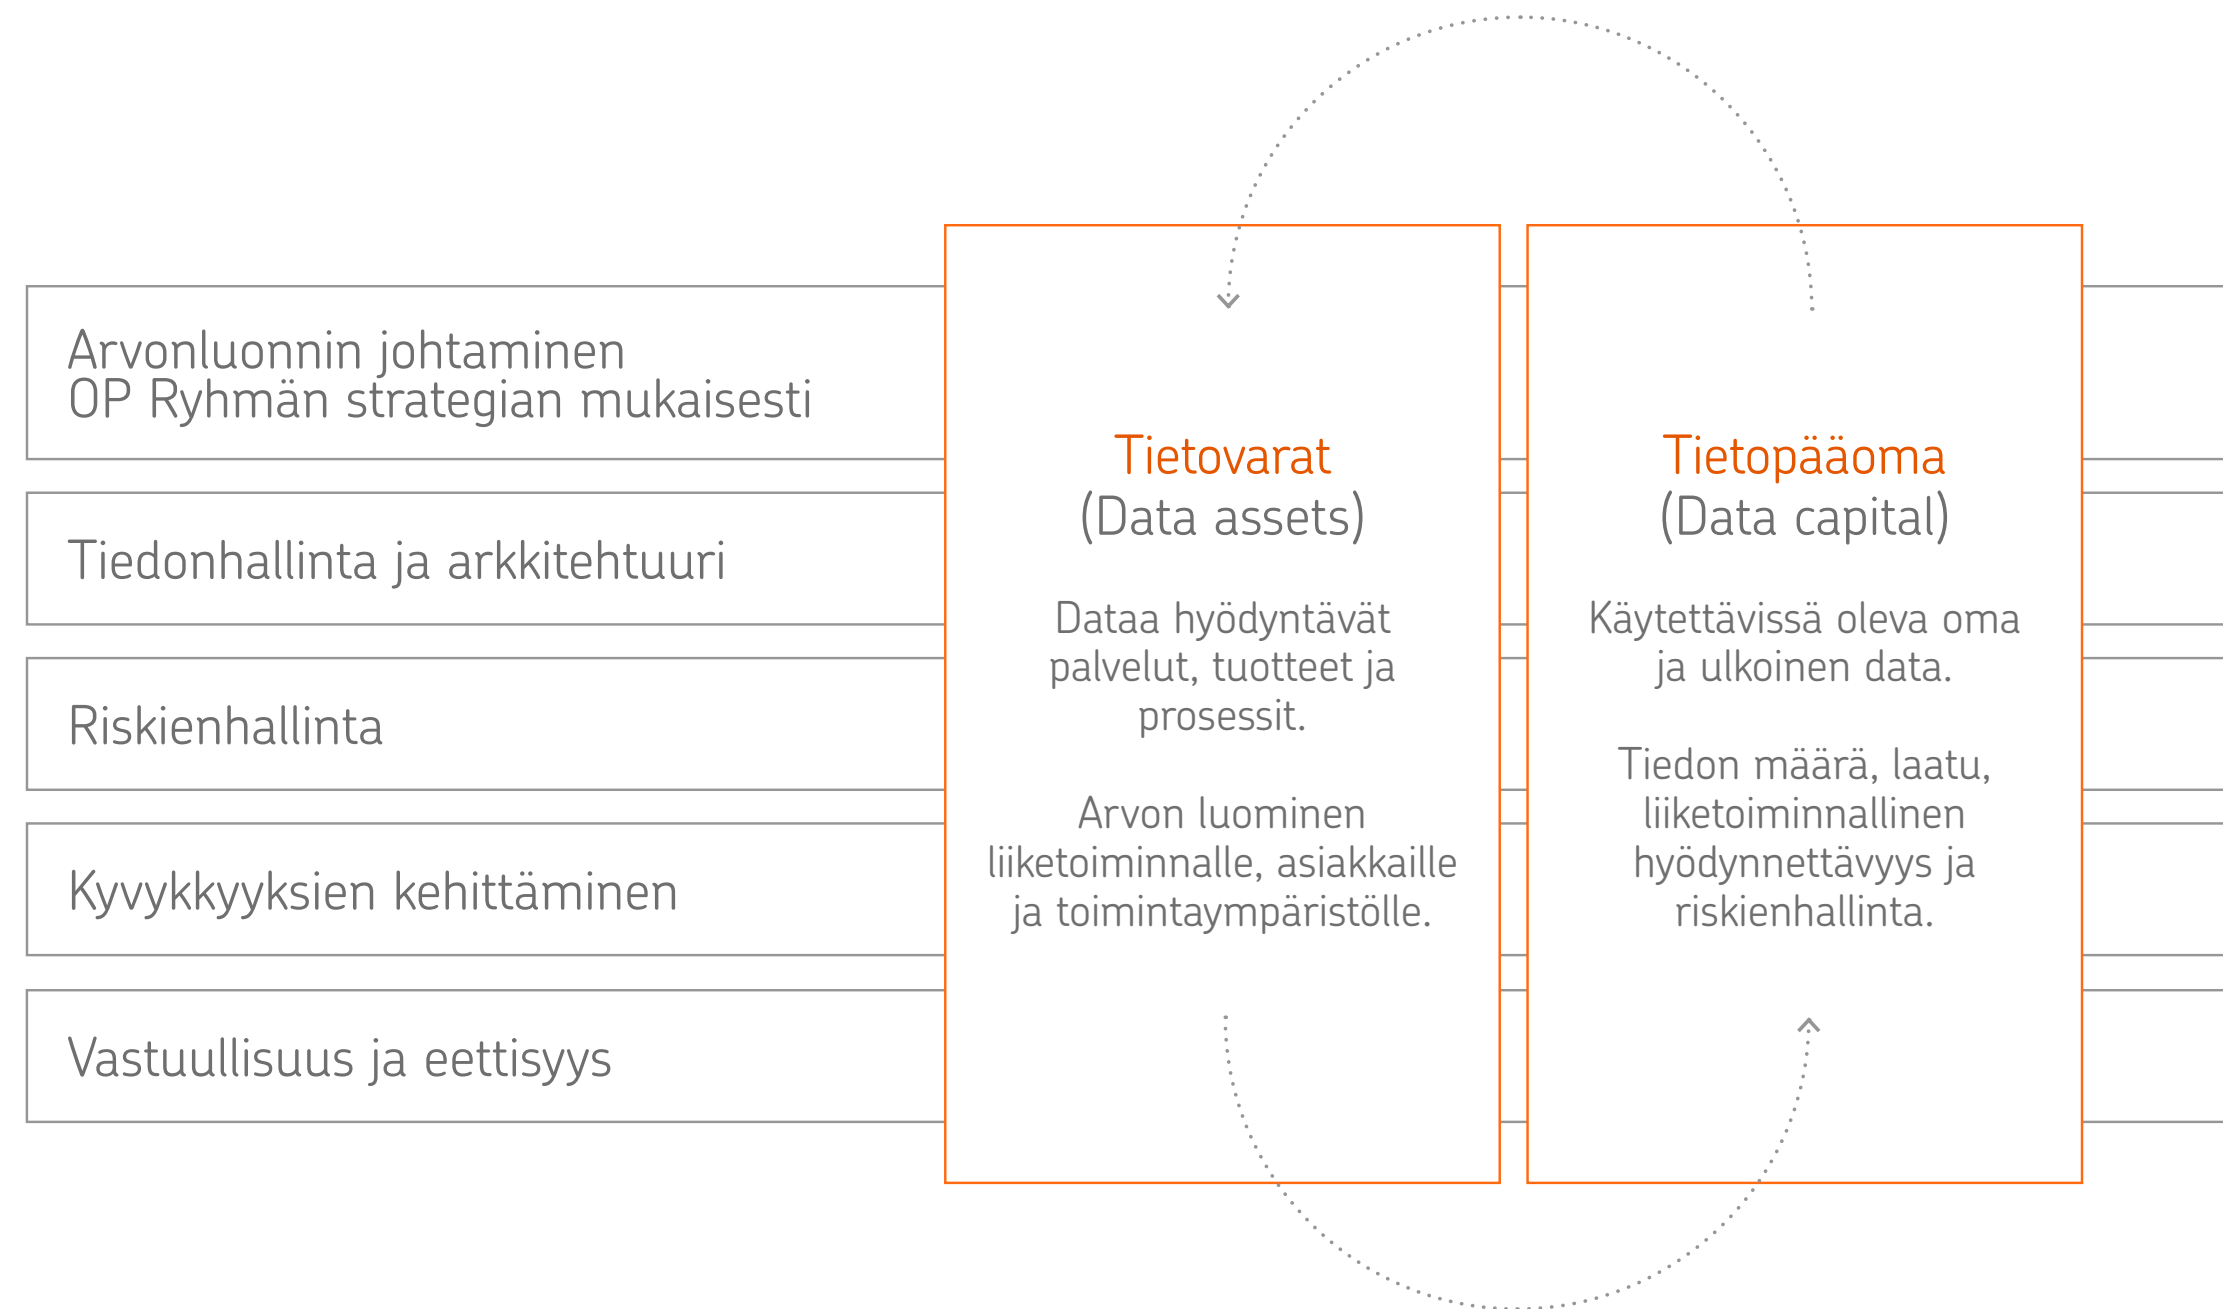 Arvonluonnin johtaminen
OP Ryhmän strategian mukaisesti
Tiedonhallinta ja arkkitehtuuri
Riskienhallinta
Kyvykkyyksien kehittäminen
Vastuullisuus ja eettisyys
Tietovarat
(Data assets)
Dataa hyödyntävät
palvelut, tuotteet ja
prosessit.
Arvon luominen
liiketoiminnalle, asiakkaille
ja toimintaympäristölle.
Tietopääoma
(Data capital)
Käytettävissä oleva oma
ja ulkoinen data.
Tiedon määrä, laatu,
liiketoiminnallinen
hyödynnettävyys ja
riskienhallinta.